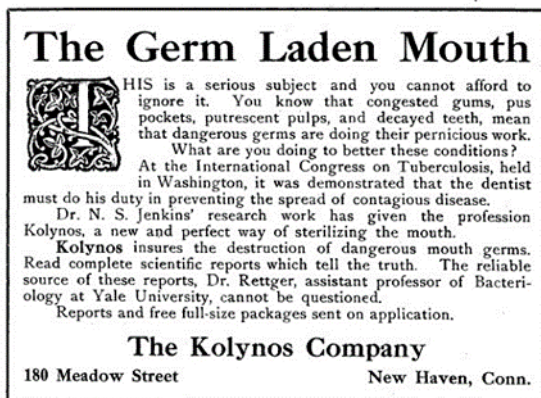 The Germ Laden Mouth
THIS is a serious subject and you cannot afford to
ignore it. You know that congested gums, pus
pockets, putrescent pulps, and decayed teeth, mean
that dangerous germs are doing their pernicious work.
What are you doing to better these conditions?
At the International Congress on Tuberculosis, held
in Washington, it was demonstrated that the dentist
must do his duty in preventing the spread of contagious disease.
Dr. N. S. Jenkins' research work has given the profession
Kolynos, a new and perfect way of sterilizing the mouth.
Kolynos insures the destruction of dangerous mouth germs.
Read complete scientific reports which tell the truth. The reliable
source of these reports, Dr. Rettger, assistant professor of Bacteri-
ology at Yale University, cannot be questioned.
Reports and free full-size packages sent on application.
The Kolynos Company
180 Meadow Street New Haven, Conn.